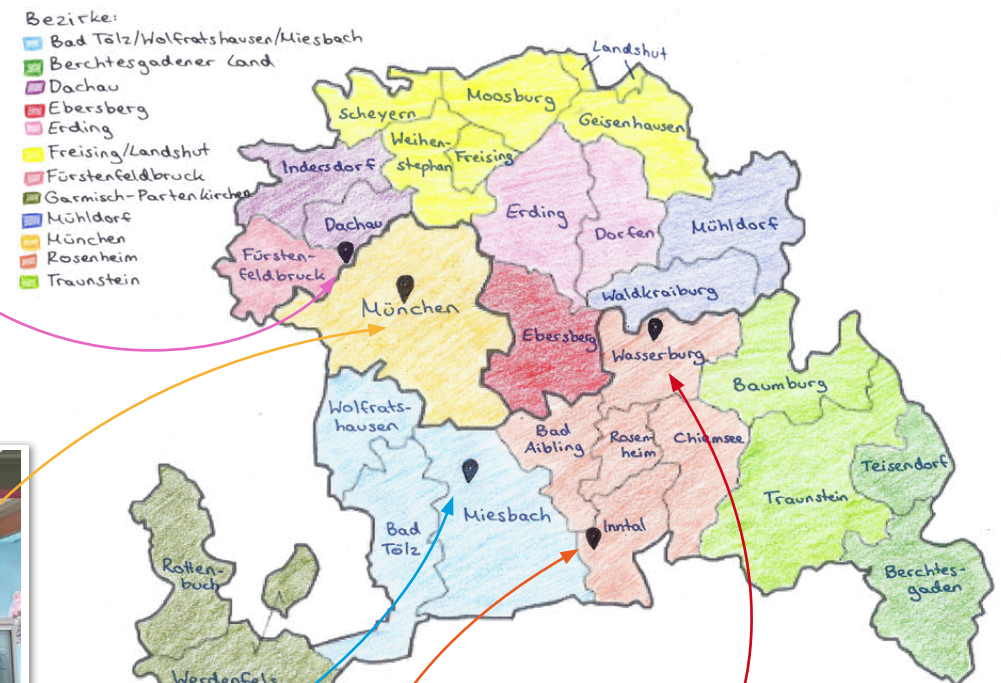 Bezirke:
Bad Tölz/Wolfratshausen/Miesbach
Berchtesgadener Land
Dachau
Ebersberg
Erding
Freising/Landshut
Fürstenfeldbruck
Garmisch-Partenkirchen
Mühldorf
München
Rosenheim
Traunstein
Landshut
Moosburg
Scheyern
Geisenhausen
Weihen-
stephan
Freising
Indersdorf
Erding
Dachau
Dorfen
Mühldorf
Fürsten-
feldbruck
Waldkraiburg
München
Ebersberg
Wasserburg
Baumburg
Wolfrats-
hausen
Bad
Aibling
Rosen-
heim
Chiemsee
Teisendorf
Traunstein
Miesbach
Bad
Tölz
Inntal
Rotten-
buch
Berchtes-
gaden
Werdenfels